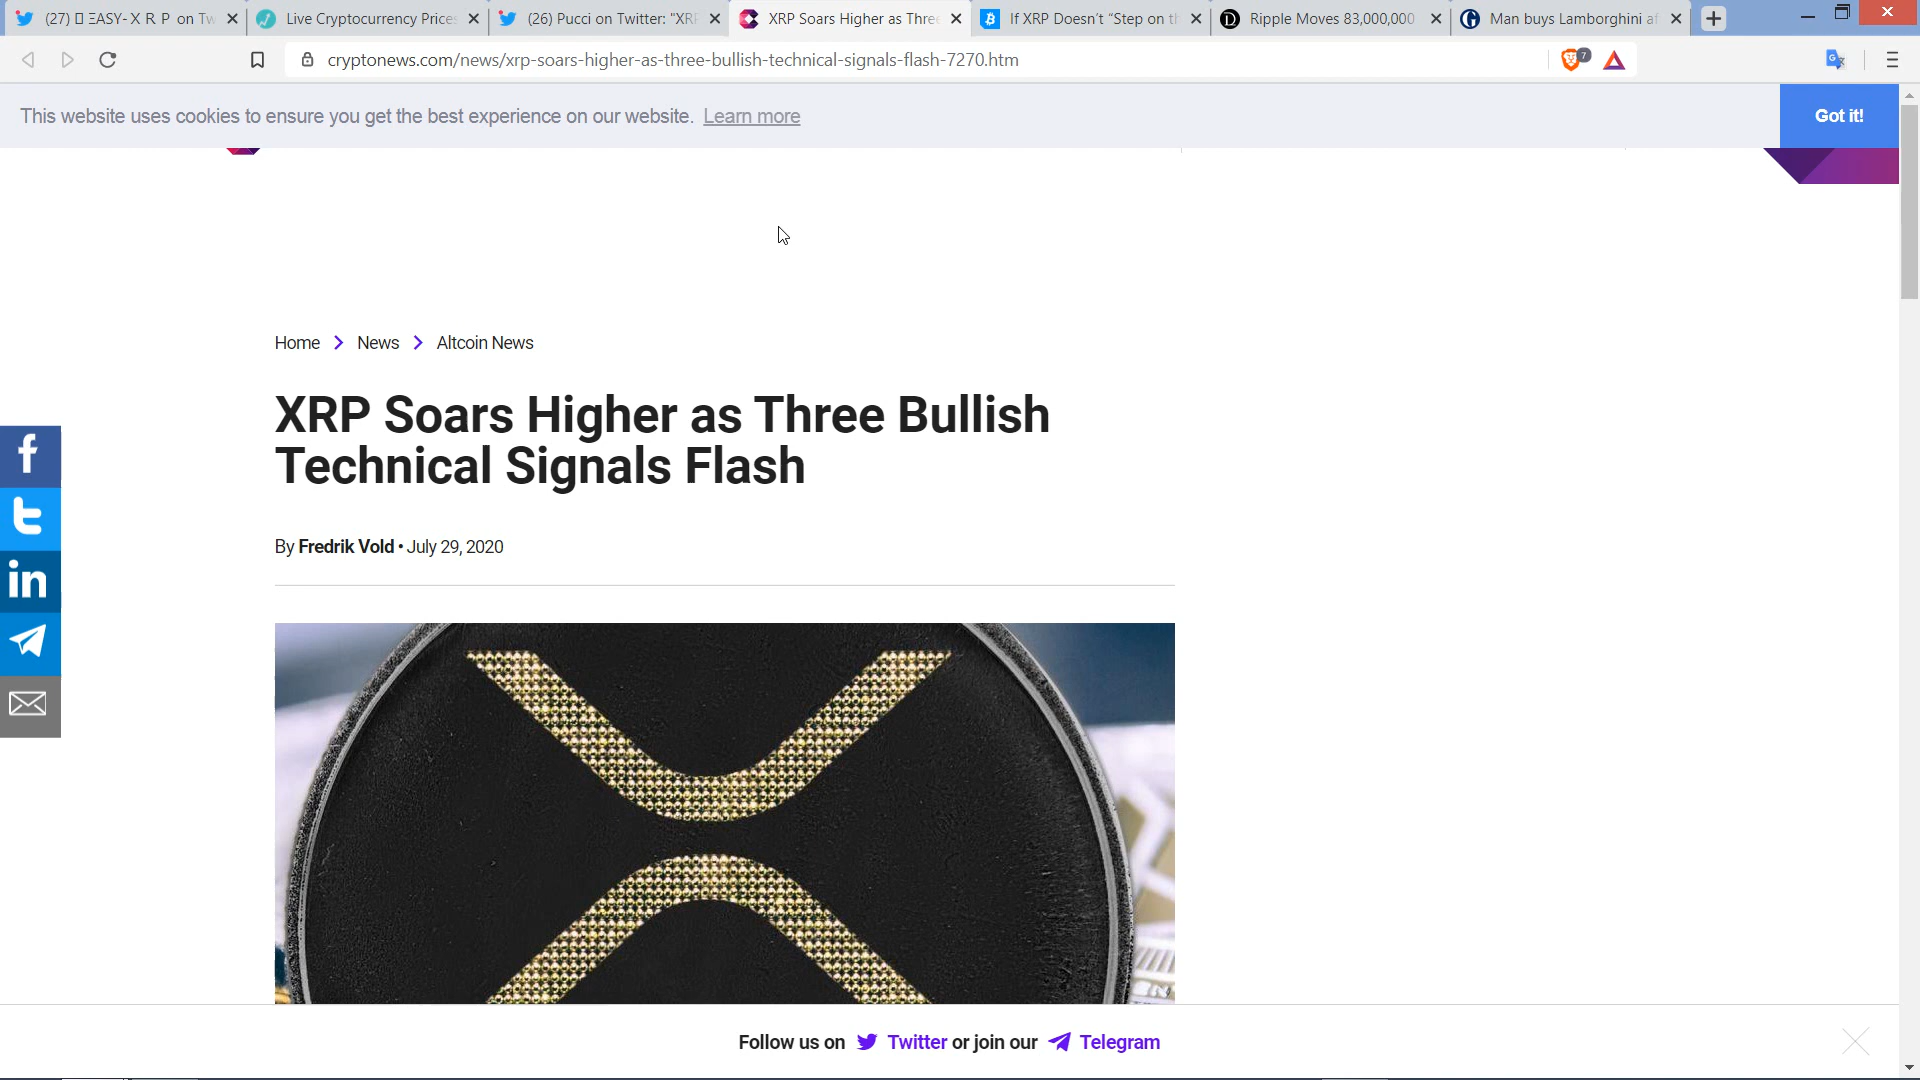 (27) ΞASY- X R P on Tw
Live Cryptocurrency Price
(26) Pucci on Twitter: "XR
XRP Soars Higher as Three
If XRP Doesn't "Step on th
Ripple Moves 83,000,000
Man buys Lamborghini af
cryptonews.com/news/xrp-soars-higher-as-three-bullish-technical-signals-flash-7270.htm
7
This website uses cookies to ensure you get the best experience on our website. Learn more
Got it!
Home > News > Altcoin News
XRP Soars Higher as Three Bullish
Technical Signals Flash
By Fredrik Vold • July 29, 2020
Follow us on Twitter or join our Telegram